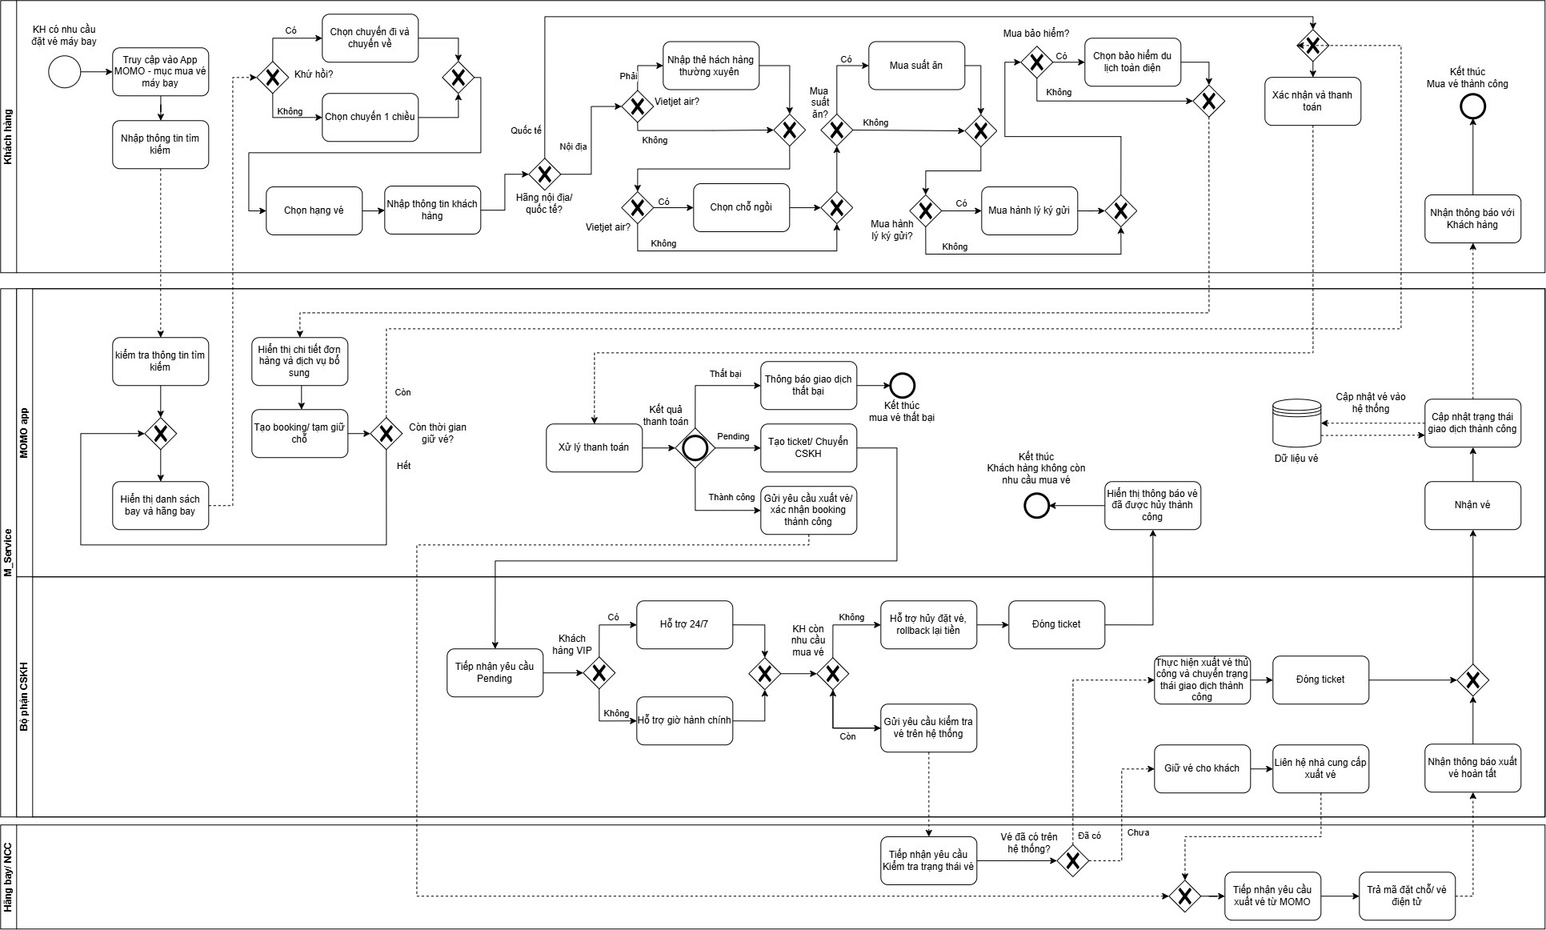 Khách hàng
KH có nhu cầu
đặt vé máy bay
Truy cập vào App
MOMO - mục mua vé
máy bay
Nhập thông tin tìm
kiếm
Khứ hồi?
Có
Chọn chuyến đi và
chuyến về
Không
Chọn chuyến 1 chiều
Chọn hạng vé
Nhập thông tin khách
hàng
Quốc tế
Nội địa
Hãng nội địa/
quốc tế?
Phải
Vietjet air?
Nhập thẻ hách hàng
thường xuyên
Không
Vietjet air?
Có
Chọn chỗ ngồi
Không
Mua
suất
ăn?
Có
Mua suất ăn
Không
Mua hành
lý ký gửi?
Có
Mua hành lý ký gửi
Không
Mua bảo hiểm?
Có
Chọn bảo hiểm du
lịch toàn diện
Không
Xác nhận và thanh
toán
Kết thúc
Mua vé thành công
Nhận thông báo với
Khách hàng
M_Service
MOMO app
kiểm tra thông tin tìm
kiếm
Hiển thị danh sách
bay và hãng bay
Hiển thị chi tiết đơn
hàng và dịch vụ bổ
sung
Tạo booking/ tạm giữ
chỗ
Còn
Còn thời gian
giữ vé?
Hết
Xử lý thanh toán
Kết quả
thanh toán
Thất bại
Thông báo giao dịch
thất bại
Kết thúc
mua vé thất bại
Pending
Tạo ticket/ Chuyển
CSKH
Thành công
Gửi yêu cầu xuất vé/
xác nhận booking
thành công
Kết thúc
Khách hàng không còn
nhu cầu mua vé
Hiển thị thông báo vé
đã được hủy thành
công
Dữ liệu vé
Cập nhật vé vào
hệ thống
Cập nhât trạng thái
giao dịch thành công
Nhận vé
Bộ phận CSKH
Tiếp nhận yêu cầu
Pending
Khách
hàng VIP
Có
Hỗ trợ 24/7
Không
Hỗ trợ giờ hành chính
KH còn
nhu cầu
mua vé
Không
Hỗ trợ hủy đặt vé,
rollback lại tiền
Đóng ticket
Còn
Gửi yêu cầu kiểm tra
vé trên hệ thống
Thực hiện xuất vé thủ
công và chuyển trạng
thái giao dịch thành
công
Đóng ticket
Giữ vé cho khách
Liên hệ nhà cung cấp
xuất vé
Nhận thông báo xuất
vé hoàn tất
Hãng bay/ NCC
Tiếp nhận yêu cầu
Kiểm tra trạng thái vé
Vé đã có trên
hệ thống?
Đã có
Chưa
Tiếp nhận yêu cầu
xuất vé từ MOMO
Trả mã đặt chỗ/ vé
điện tử